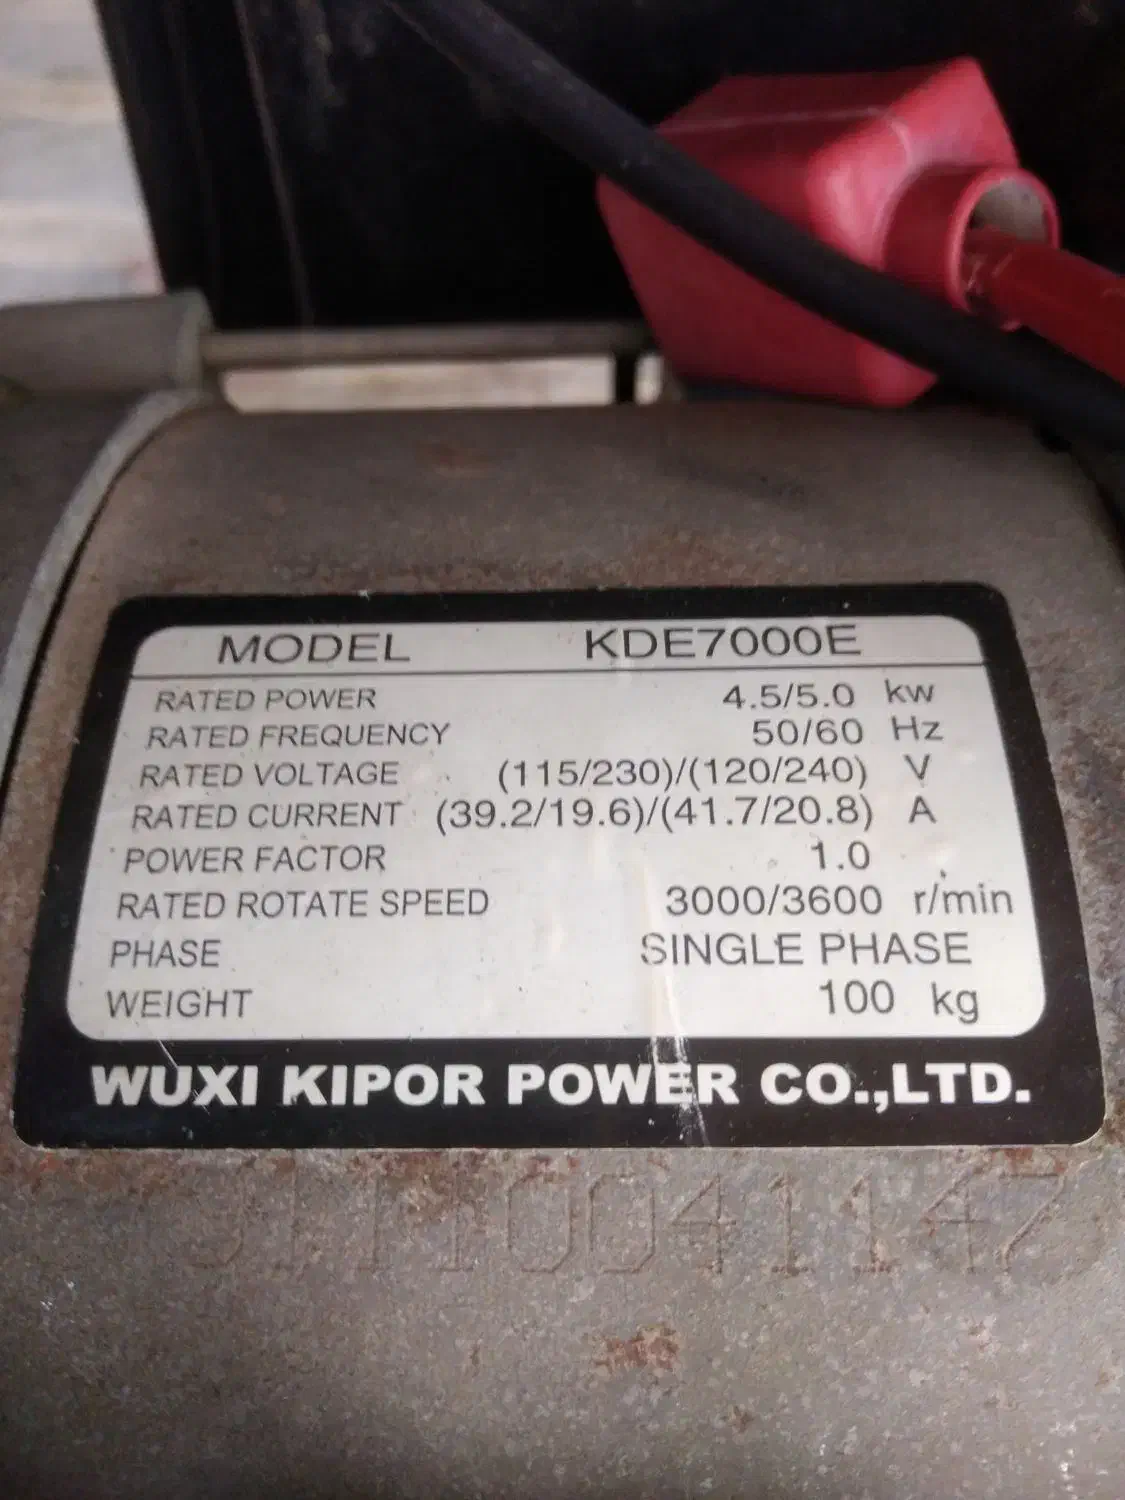 MODEL KDE7000E
RATED POWER 4.5/5.0 kw
RATED FREQUENCY 50/60 Hz
RATED VOLTAGE (115/230)/(120/240) V
RATED CURRENT (39.2/19.6)/(41.7/20.8) A
POWER FACTOR 1.0
RATED ROTATE SPEED 3000/3600 r/min
PHASE SINGLE PHASE
WEIGHT 100 kg
WUXI KIPOR POWER CO.,LTD.